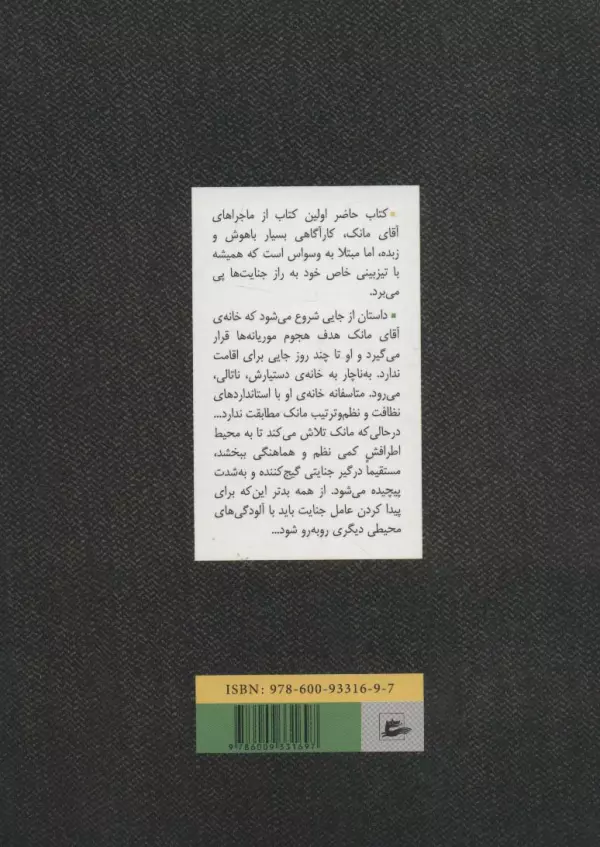 ▪ کتاب حاضر اولین کتاب از ماجراهای
آقای مانک، کارآگاهی بسیار باهوش و
زبده، اما مبتلا به وسواس است که همیشه
با تیزبینی خاص خود به راز جنایت‌ها پی
می‌برد.
▪ داستان از جایی شروع می‌شود که خانه‌ی
آقای مانک هدف هجوم موریانه‌ها قرار
می‌گیرد و او تا چند روز جایی برای اقامت
ندارد. به‌ناچار به خانه‌ی دستیارش، ناتالی،
می‌رود. متاسفانه خانه‌ی او با استانداردهای
نظافت و نظم‌وترتیب مانک مطابقت ندارد...
درحالی‌که مانک تلاش می‌کند تا به محیط
اطرافش کمی نظم و هماهنگی ببخشد،
مستقیماً درگیر جنایتی گیج‌کننده و به‌شدت
پیچیده می‌شود. از همه بدتر این‌که برای
پیدا کردن عامل جنایت باید با آلودگی‌های
محیطی دیگری روبه‌رو شود...
ISBN: 978-600-93316-9-7
9 786009 331697